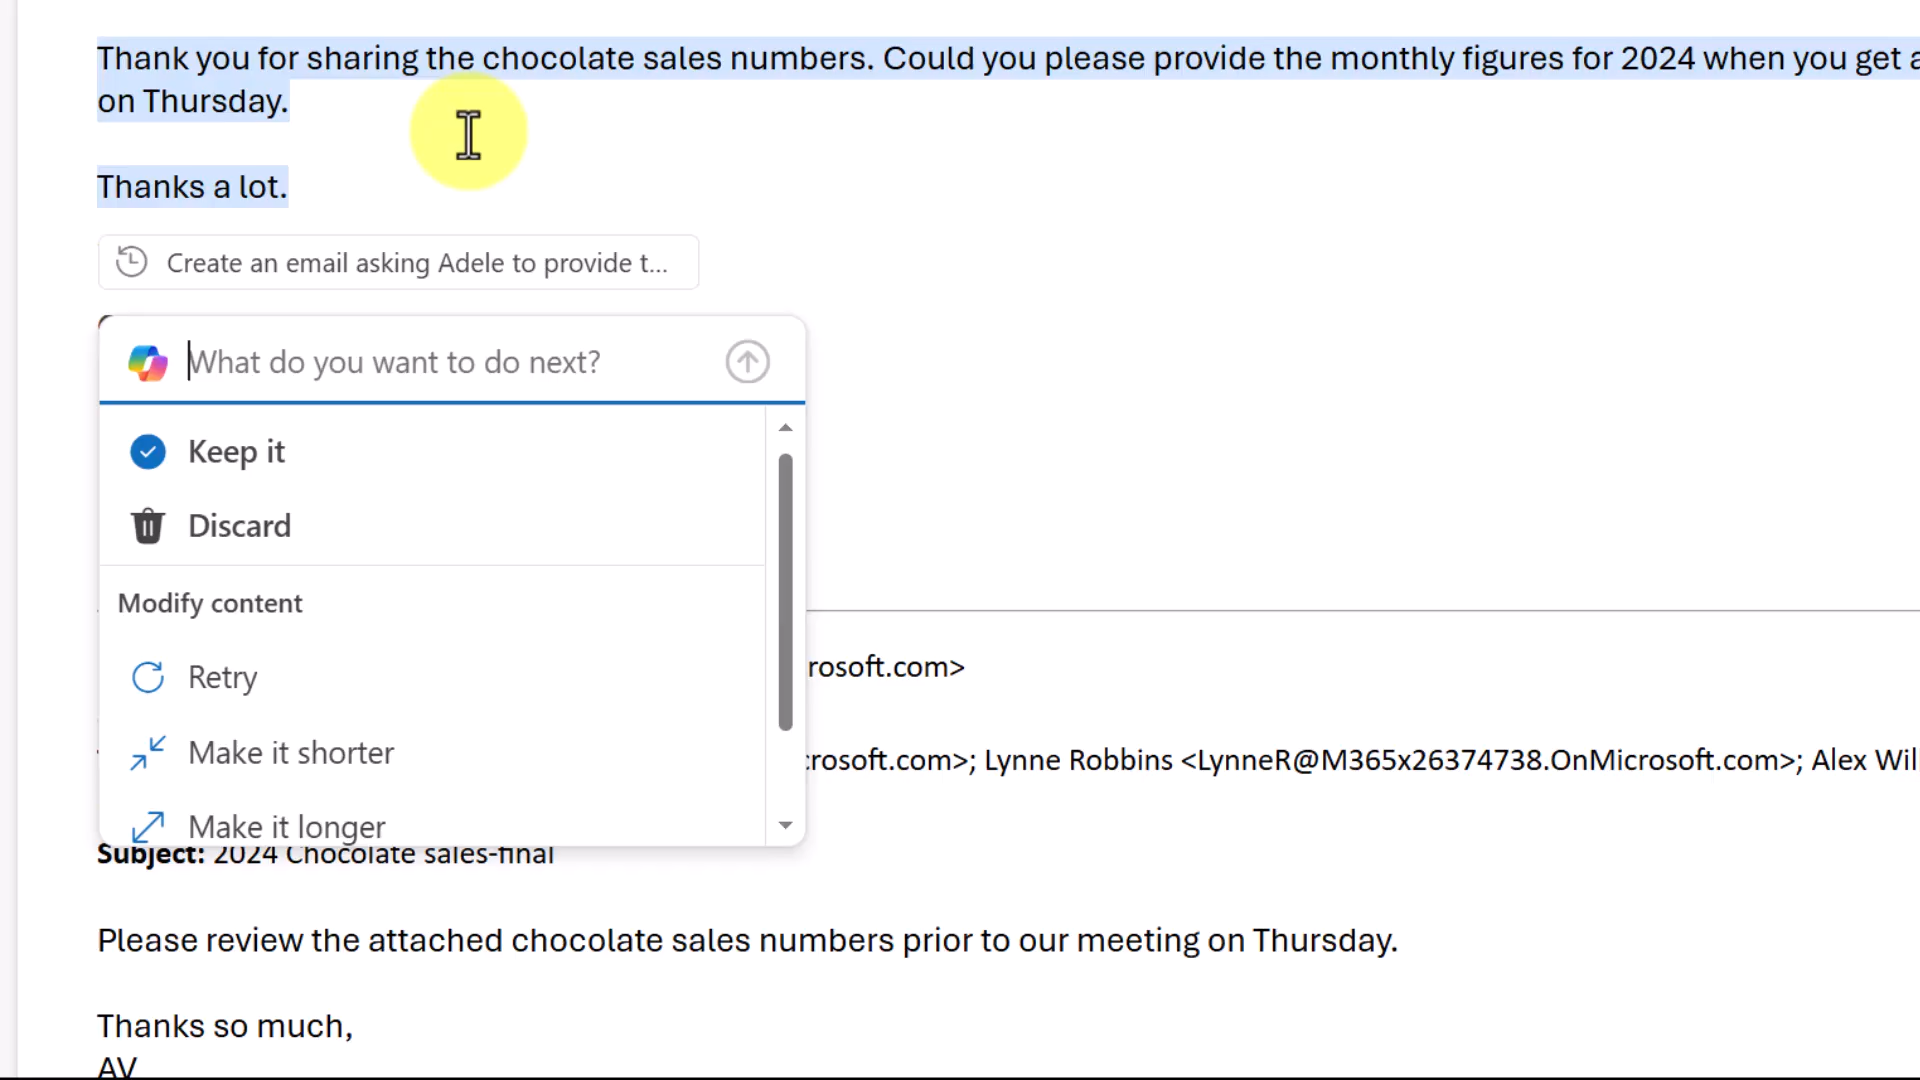 Thank you for sharing the chocolate sales numbers. Could you please provide the monthly figures for 2024 when you get a
on Thursday.
Thanks a lot.
Create an email asking Adele to provide t...
What do you want to do next?
Keep it
Discard
Modify content
Retry
rosoft.com>
Make it shorter
crosoft.com>; Lynne Robbins <LynneR@M365x26374738.OnMicrosoft.com>; Alex Wil
Make it longer
Subject: 2024 Chocolate sales-final
Please review the attached chocolate sales numbers prior to our meeting on Thursday.
Thanks so much,
AV